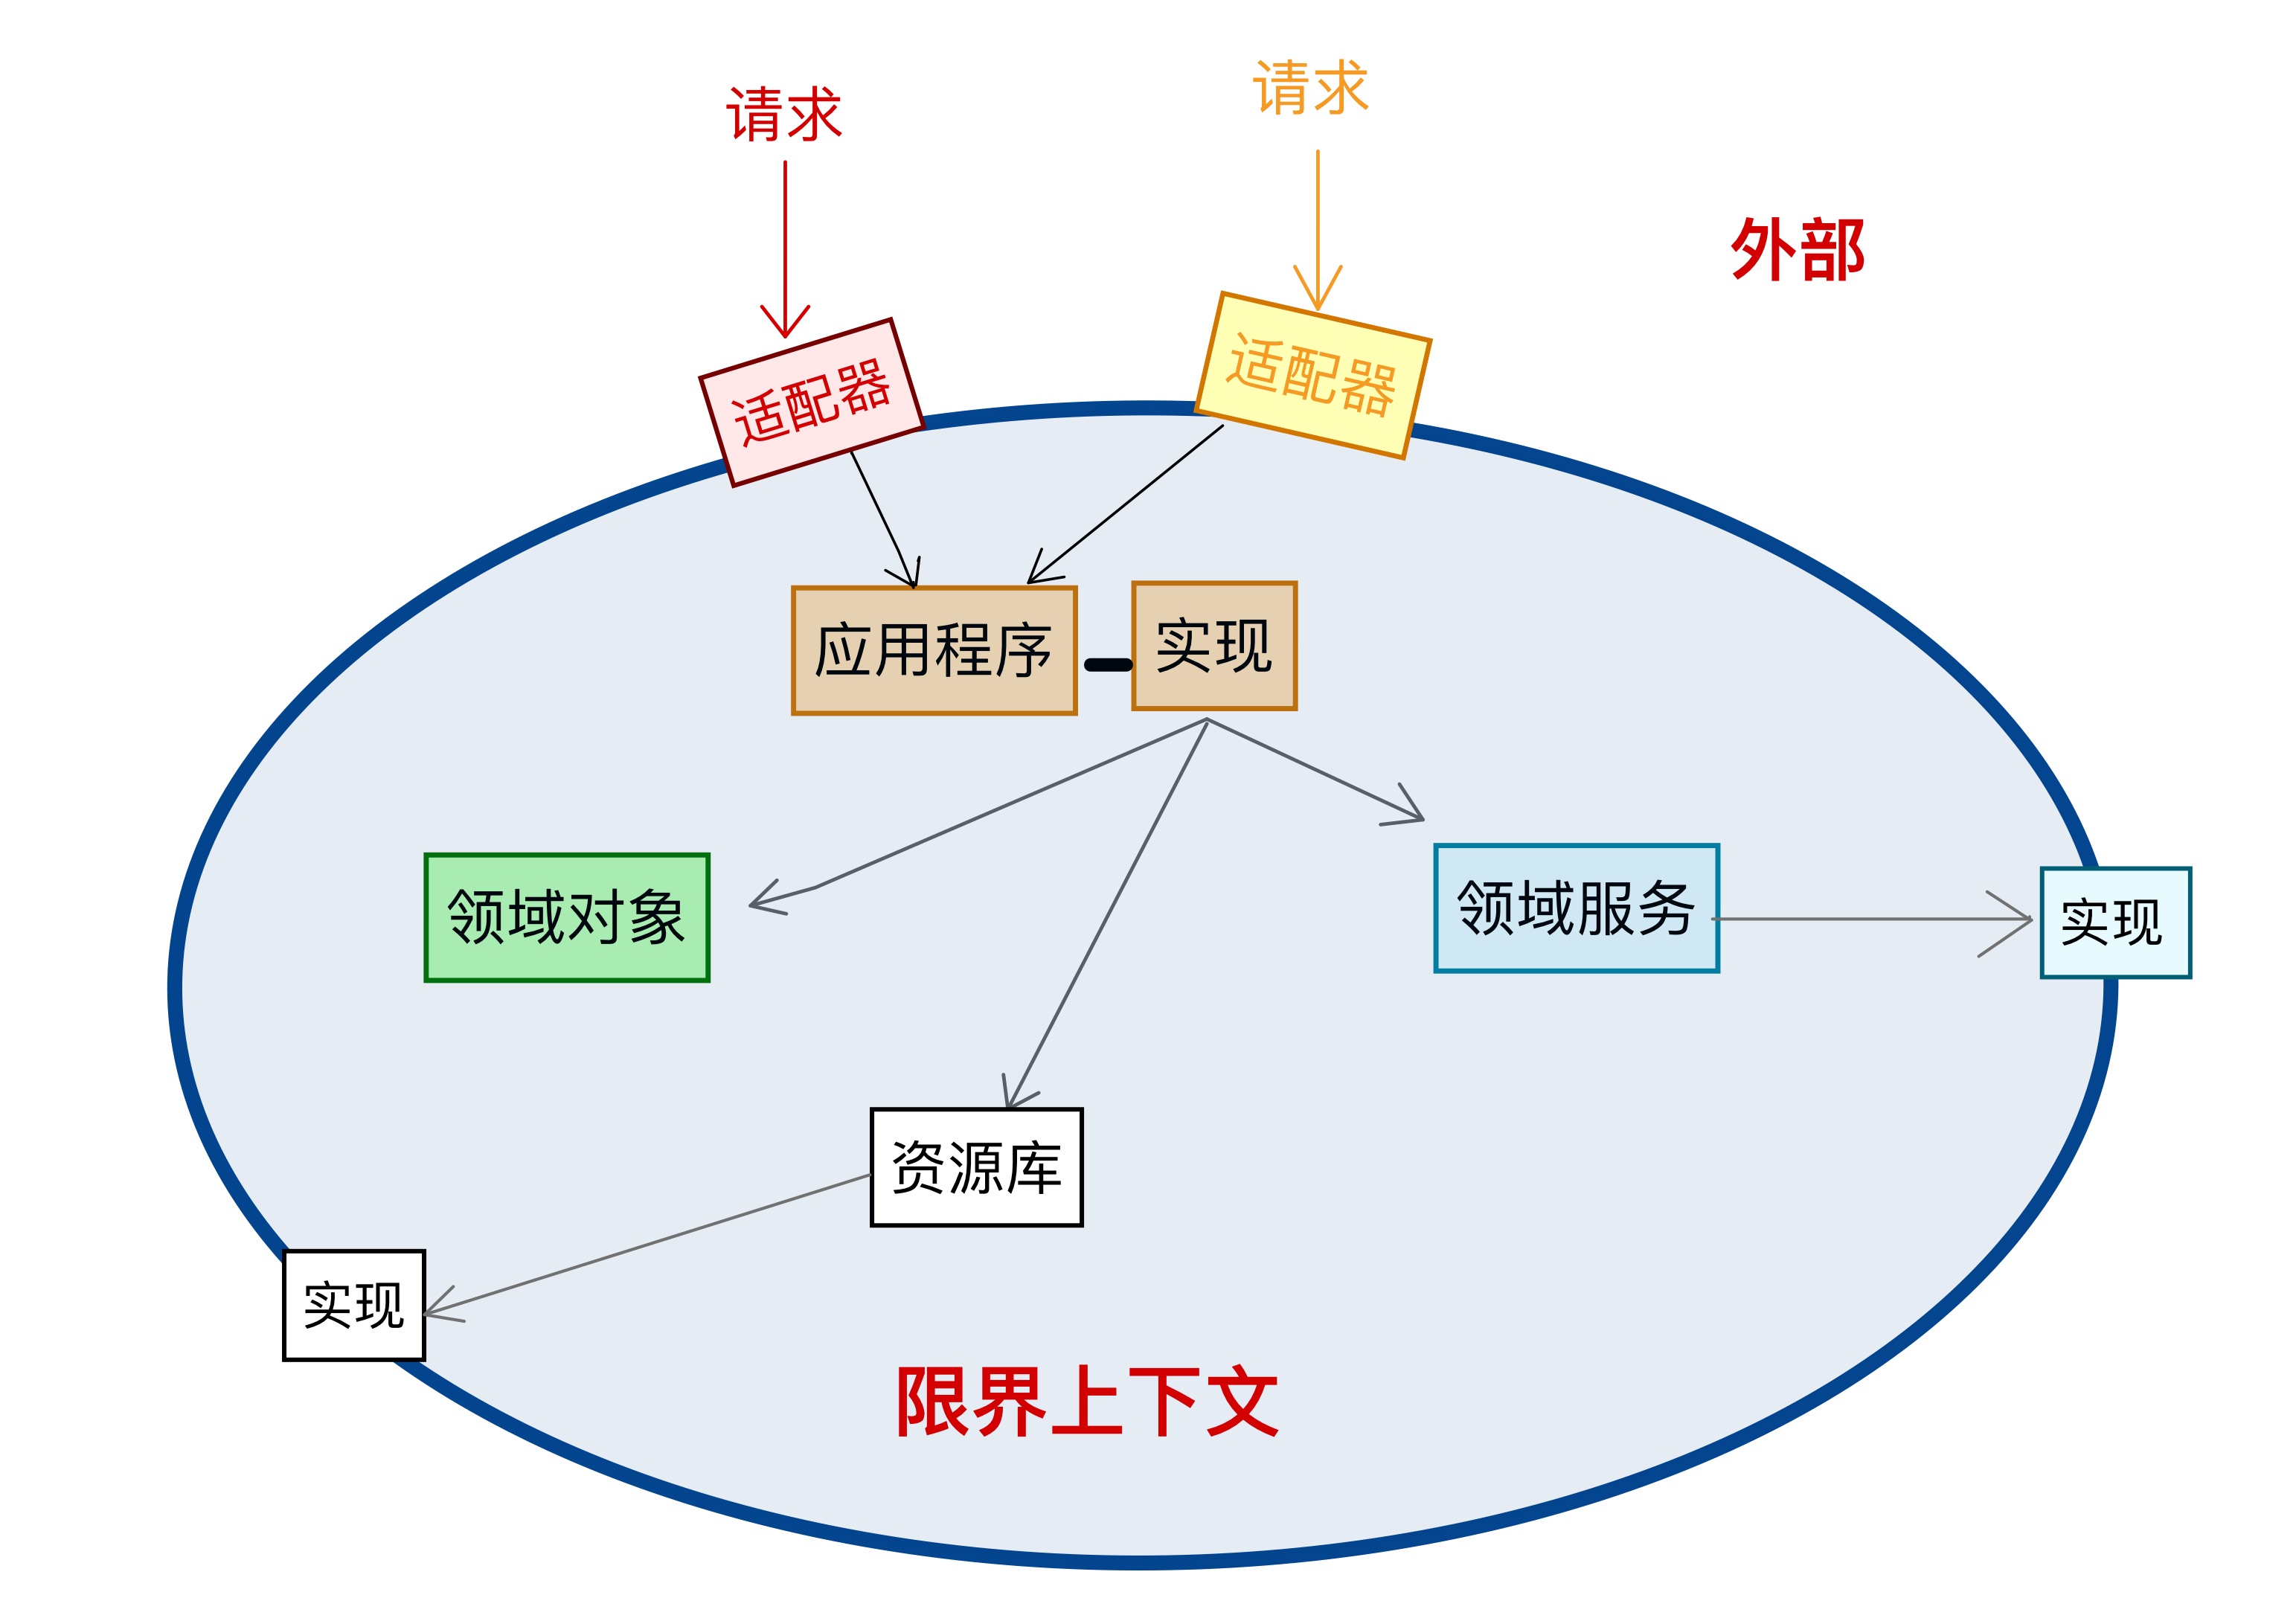 请求
请求
外部
适配器
适配器
应用程序
实现
领域对象
领域服务
实现
资源库
实现
限界上下文